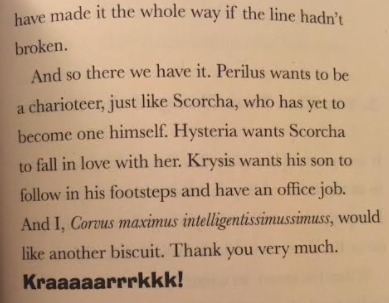 have made it the whole way if the line hadn't
broken.
And so there we have it. Perilus wants to be
a charioteer, just like Scorcha, who has yet to
become one himself. Hysteria wants Scorcha
to fall in love with her. Krysis wants his son to
follow in his footsteps and have an office job.
And I, Corvus maximus intelligentissimussimuss, would
like another biscuit. Thank you very much.
Kraaaaarrrkkk!